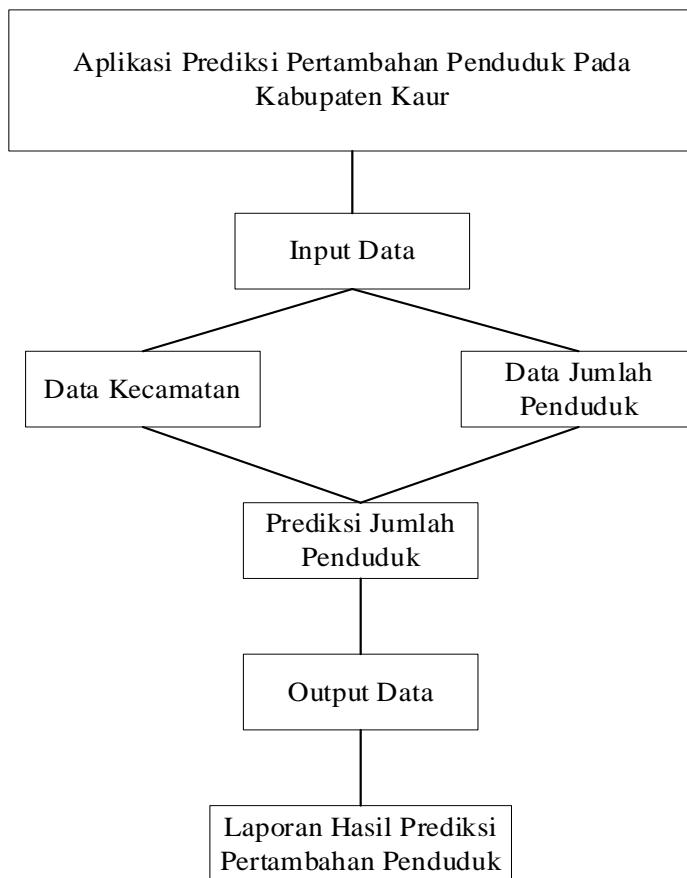 Aplikasi Prediksi Pertambahan Penduduk Pada
Kabupaten Kaur
Input Data
Data Kecamatan
Data Jumlah
Penduduk
Prediksi Jumlah
Penduduk
Output Data
Laporan Hasil Prediksi
Pertambahan Penduduk